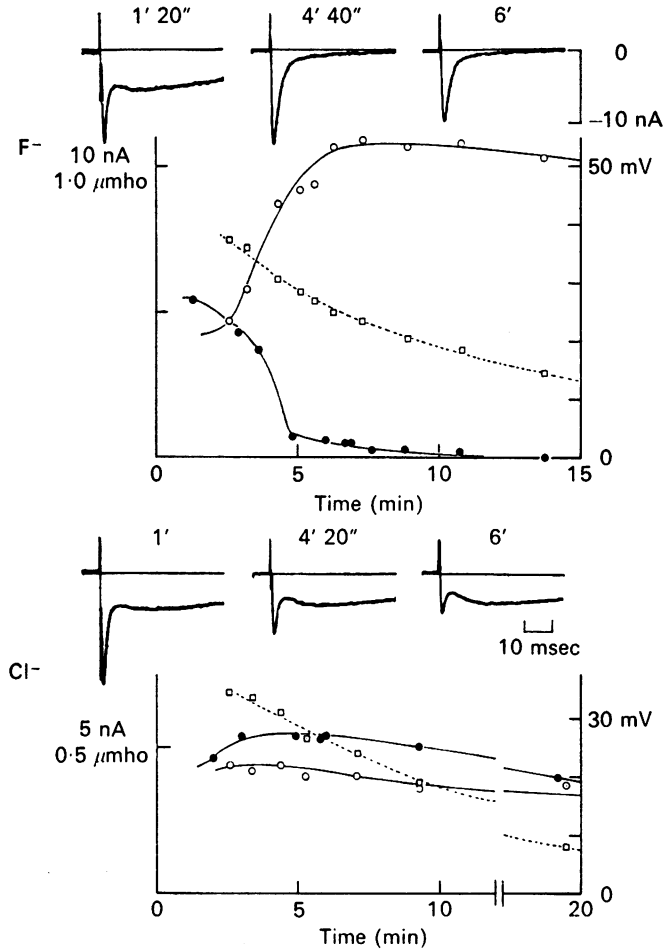 1′ 20″ 4′ 40″ 6′
0
−10 nA
F−
10 nA
1·0 μmho
50 mV
0
0 5 10 15
Time (min)
1′ 4′ 20″ 6′
10 msec
Cl−
5 nA
0·5 μmho
30 mV
0
0 5 10 20
Time (min)